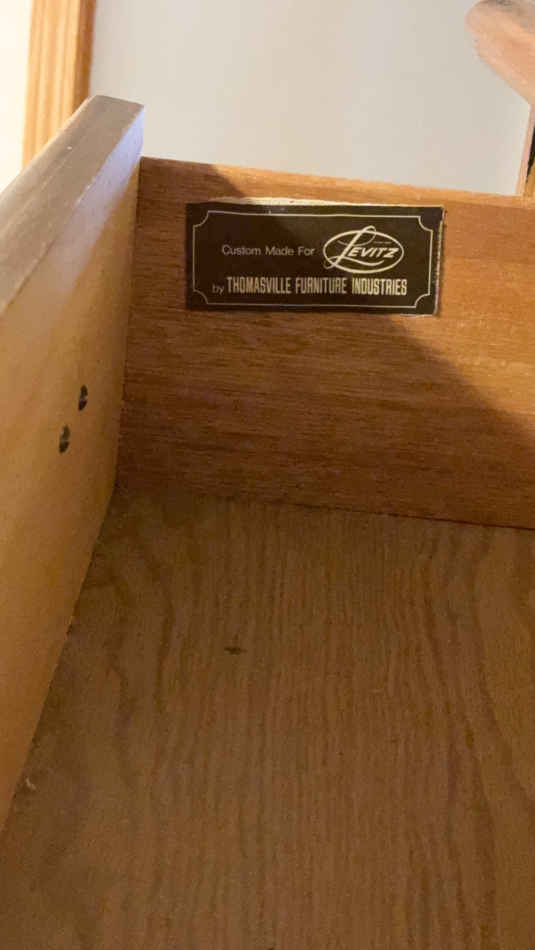 Custom Made For LEVITZ
by THOMASVILLE FURNITURE INDUSTRIES